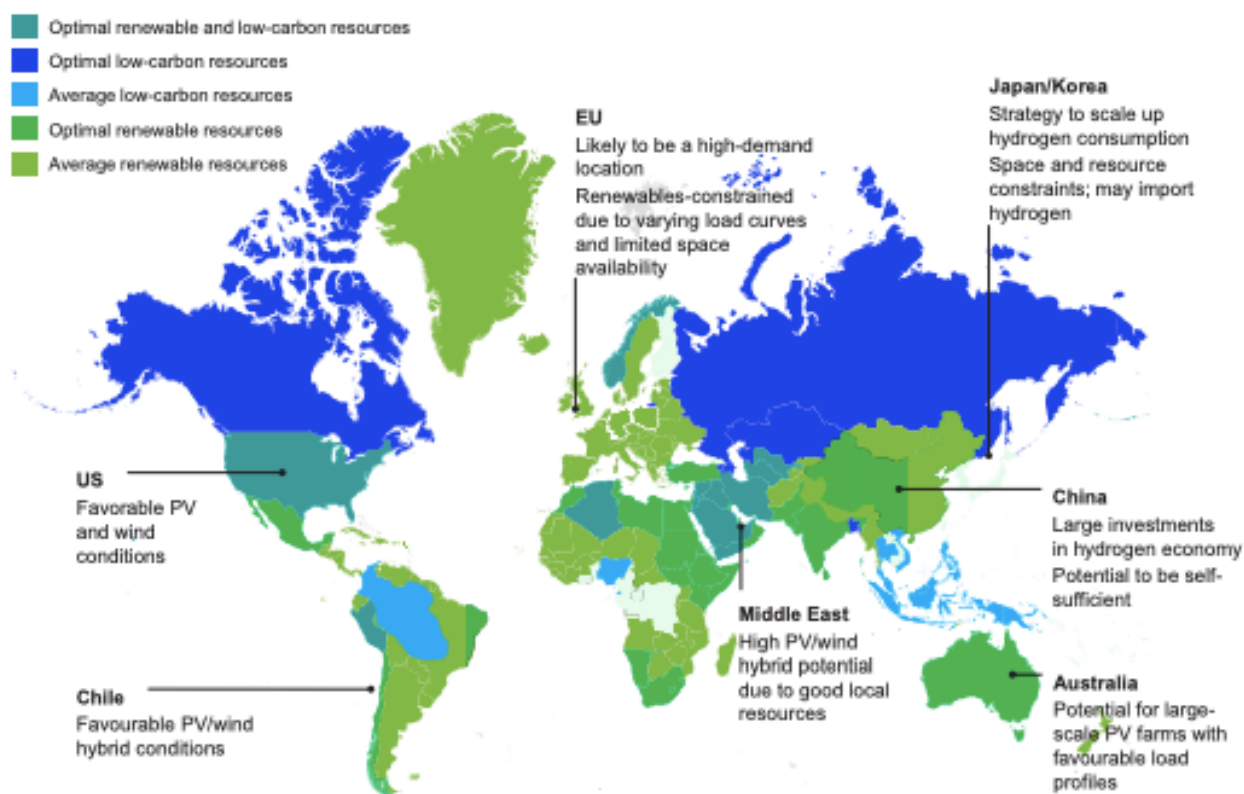 Optimal renewable and low-carbon resources
Optimal low-carbon resources
Average low-carbon resources
Optimal renewable resources
Average renewable resources
EU
Likely to be a high-demand
location
Renewables-constrained
due to varying load curves
and limited space
availability
Japan/Korea
Strategy to scale up
hydrogen consumption
Space and resource
constraints; may import
hydrogen
US
Favorable PV
and wind
conditions
China
Large investments
in hydrogen economy
Potential to be self-
sufficient
Middle East
High PV/wind
hybrid potential
due to good local
resources
Chile
Favourable PV/wind
hybrid conditions
Australia
Potential for large-
scale PV farms with
favourable load
profiles